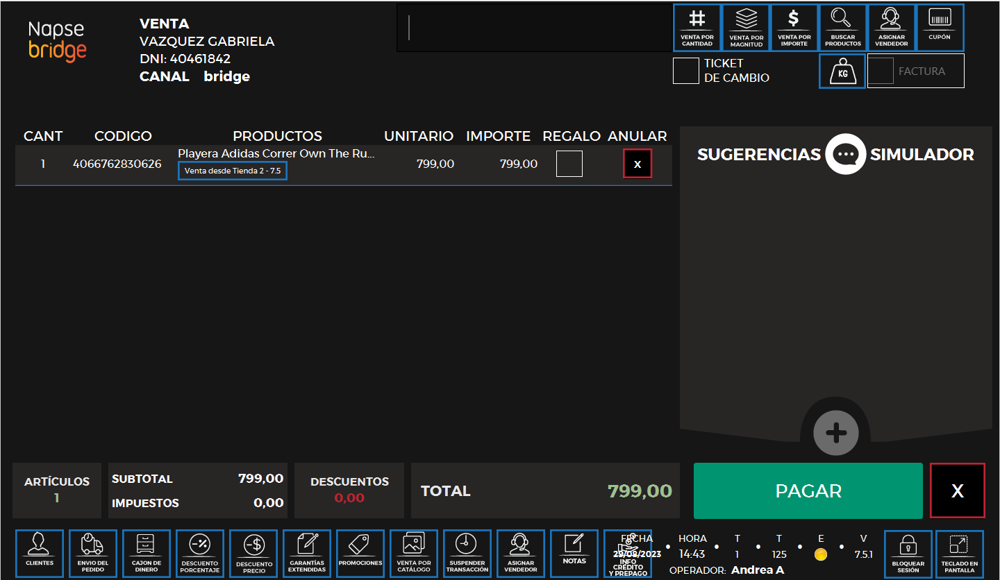 Napse
bridge
VENTA
VAZQUEZ GABRIELA
DNI: 40461842
CANAL bridge
VENTA POR
CANTIDAD
VENTA POR
MAGNITUD
VENTA POR
IMPORTE
BUSCAR
PRODUCTOS
ASIGNAR
VENDEDOR
CUPÓN
TICKET
DE CAMBIO
KG
FACTURA
CANT CODIGO PRODUCTOS UNITARIO IMPORTE REGALO ANULAR
1 4066762830626 Playera Adidas Correr Own The Ru... 799,00 799,00 X
Venta desde Tienda 2 - 7.5
SUGERENCIAS SIMULADOR
ARTÍCULOS
1
SUBTOTAL 799,00
IMPUESTOS 0,00
DESCUENTOS
0,00
TOTAL 799,00
PAGAR
X
CLIENTES
ENVIO DEL
PEDIDO
CAJON DE
DINERO
DESCUENTO
PORCENTAJE
DESCUENTO
PRECIO
GARANTÍAS
EXTENDIDAS
PROMOCIONES
VENTA POR
CATÁLOGO
SUSPENDER
TRANSACCIÓN
ASIGNAR
VENDEDOR
NOTAS
INFO
CREDITO
Y PREPAGO
FECHA HORA T T E V
29/08/2023 14:43 1 125 7.5.1
OPERADOR: Andrea A
BLOQUEAR
SESIÓN
TECLADO EN
PANTALLA